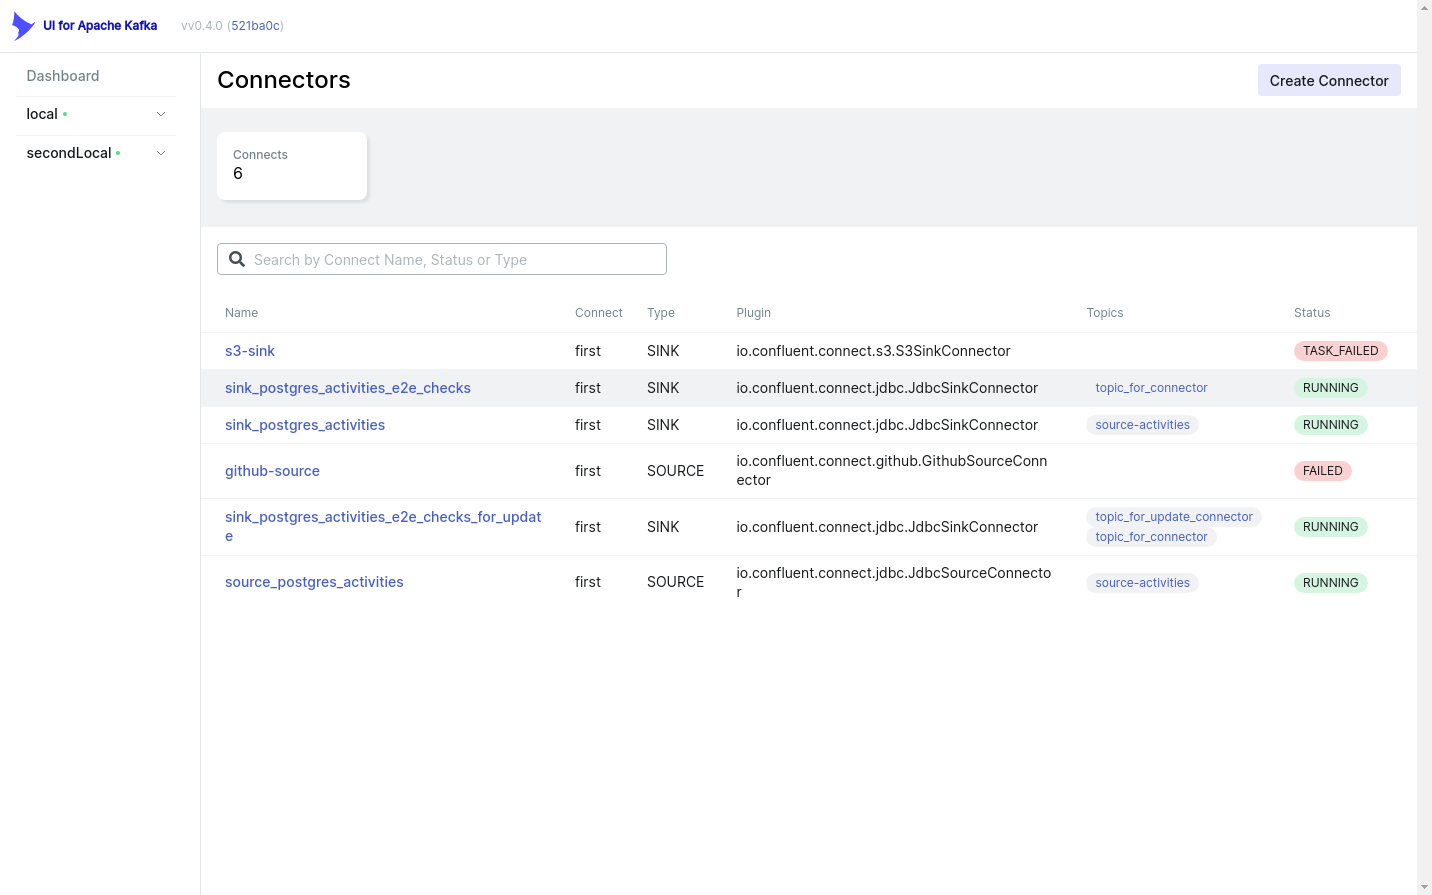 UI for Apache Kafka vv0.4.0 (521ba0c)
Dashboard
local
secondLocal
Connectors
Create Connector
Connects
6
Search by Connect Name, Status or Type
Name Connect Type Plugin Topics Status
s3-sink first SINK io.confluent.connect.s3.S3SinkConnector TASK_FAILED
sink_postgres_activities_e2e_checks first SINK io.confluent.connect.jdbc.JdbcSinkConnector topic_for_connector RUNNING
sink_postgres_activities first SINK io.confluent.connect.jdbc.JdbcSinkConnector source-activities RUNNING
github-source first SOURCE io.confluent.connect.github.GithubSourceConn
ector FAILED
sink_postgres_activities_e2e_checks_for_updat
e first SINK io.confluent.connect.jdbc.JdbcSinkConnector topic_for_update_connector
topic_for_connector RUNNING
source_postgres_activities first SOURCE io.confluent.connect.jdbc.JdbcSourceConnecto
r source-activities RUNNING